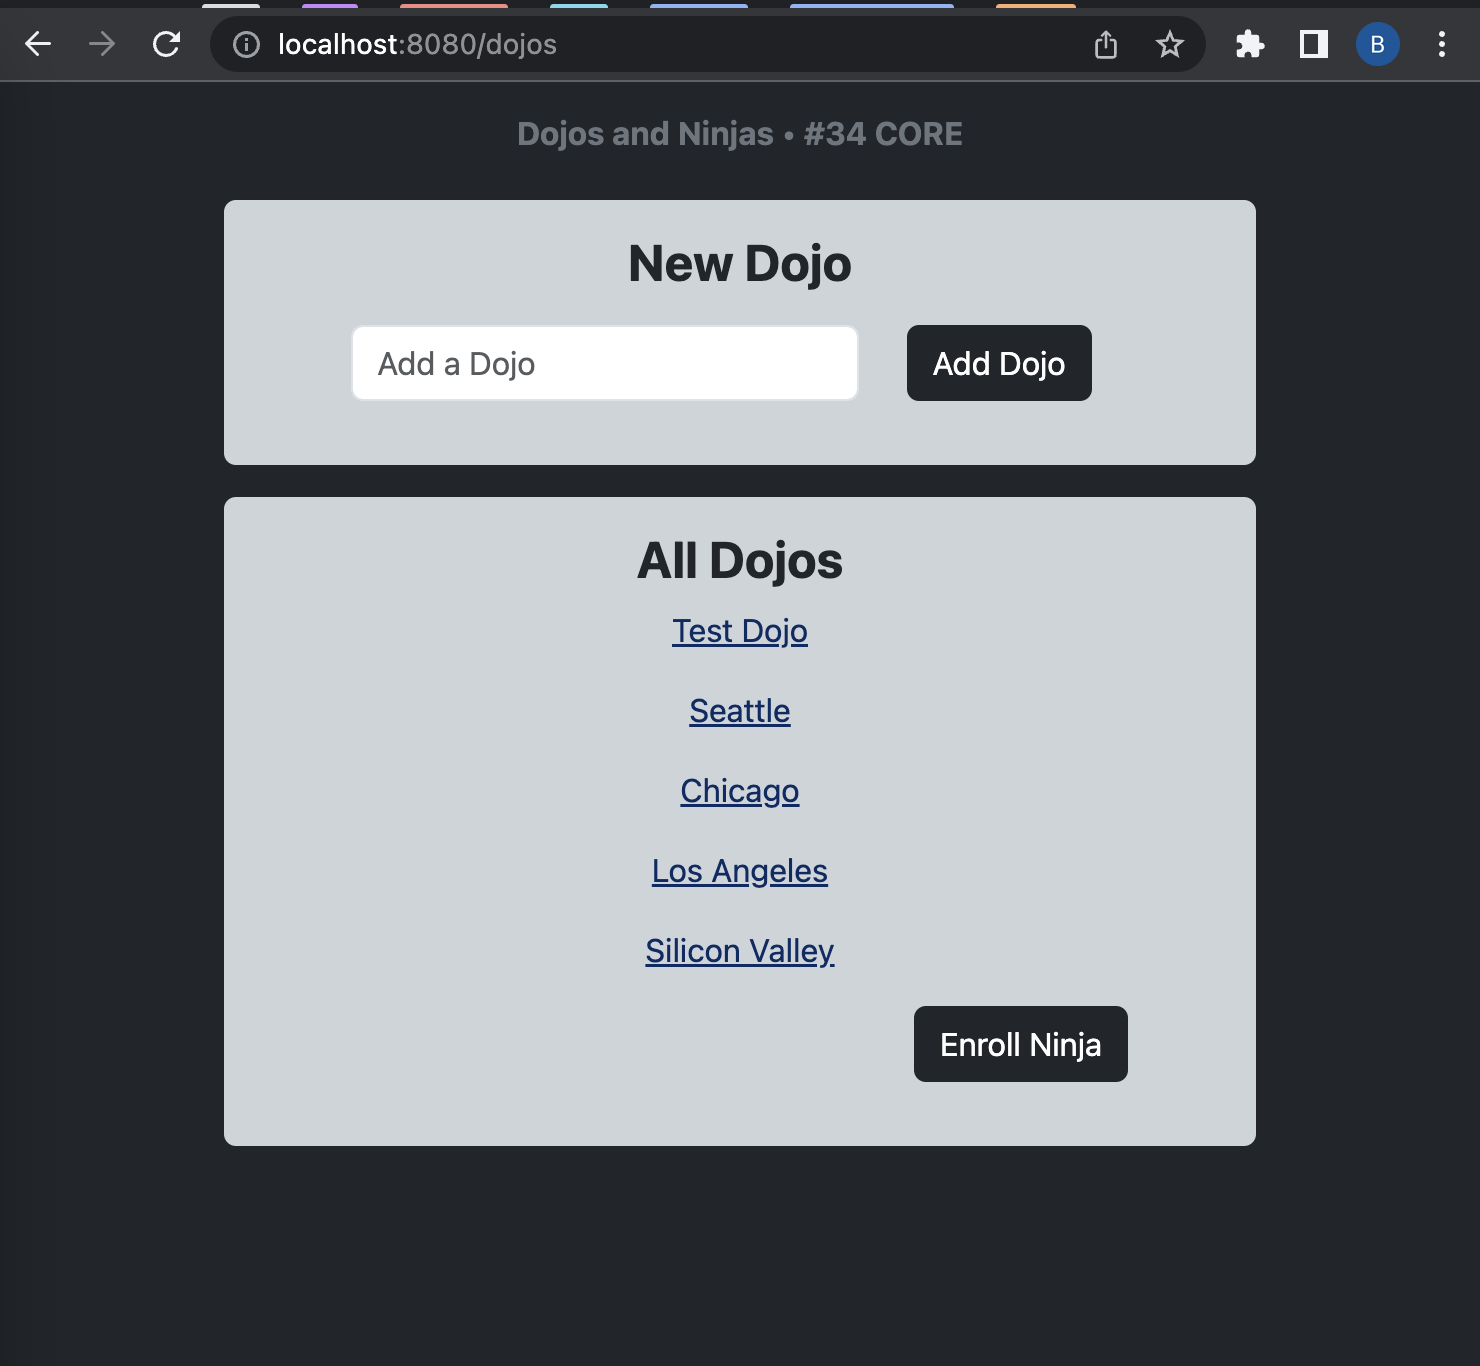 localhost:8080/dojos
B
Dojos and Ninjas • #34 CORE
New Dojo
Add a Dojo
Add Dojo
All Dojos
Test Dojo
Seattle
Chicago
Los Angeles
Silicon Valley
Enroll Ninja